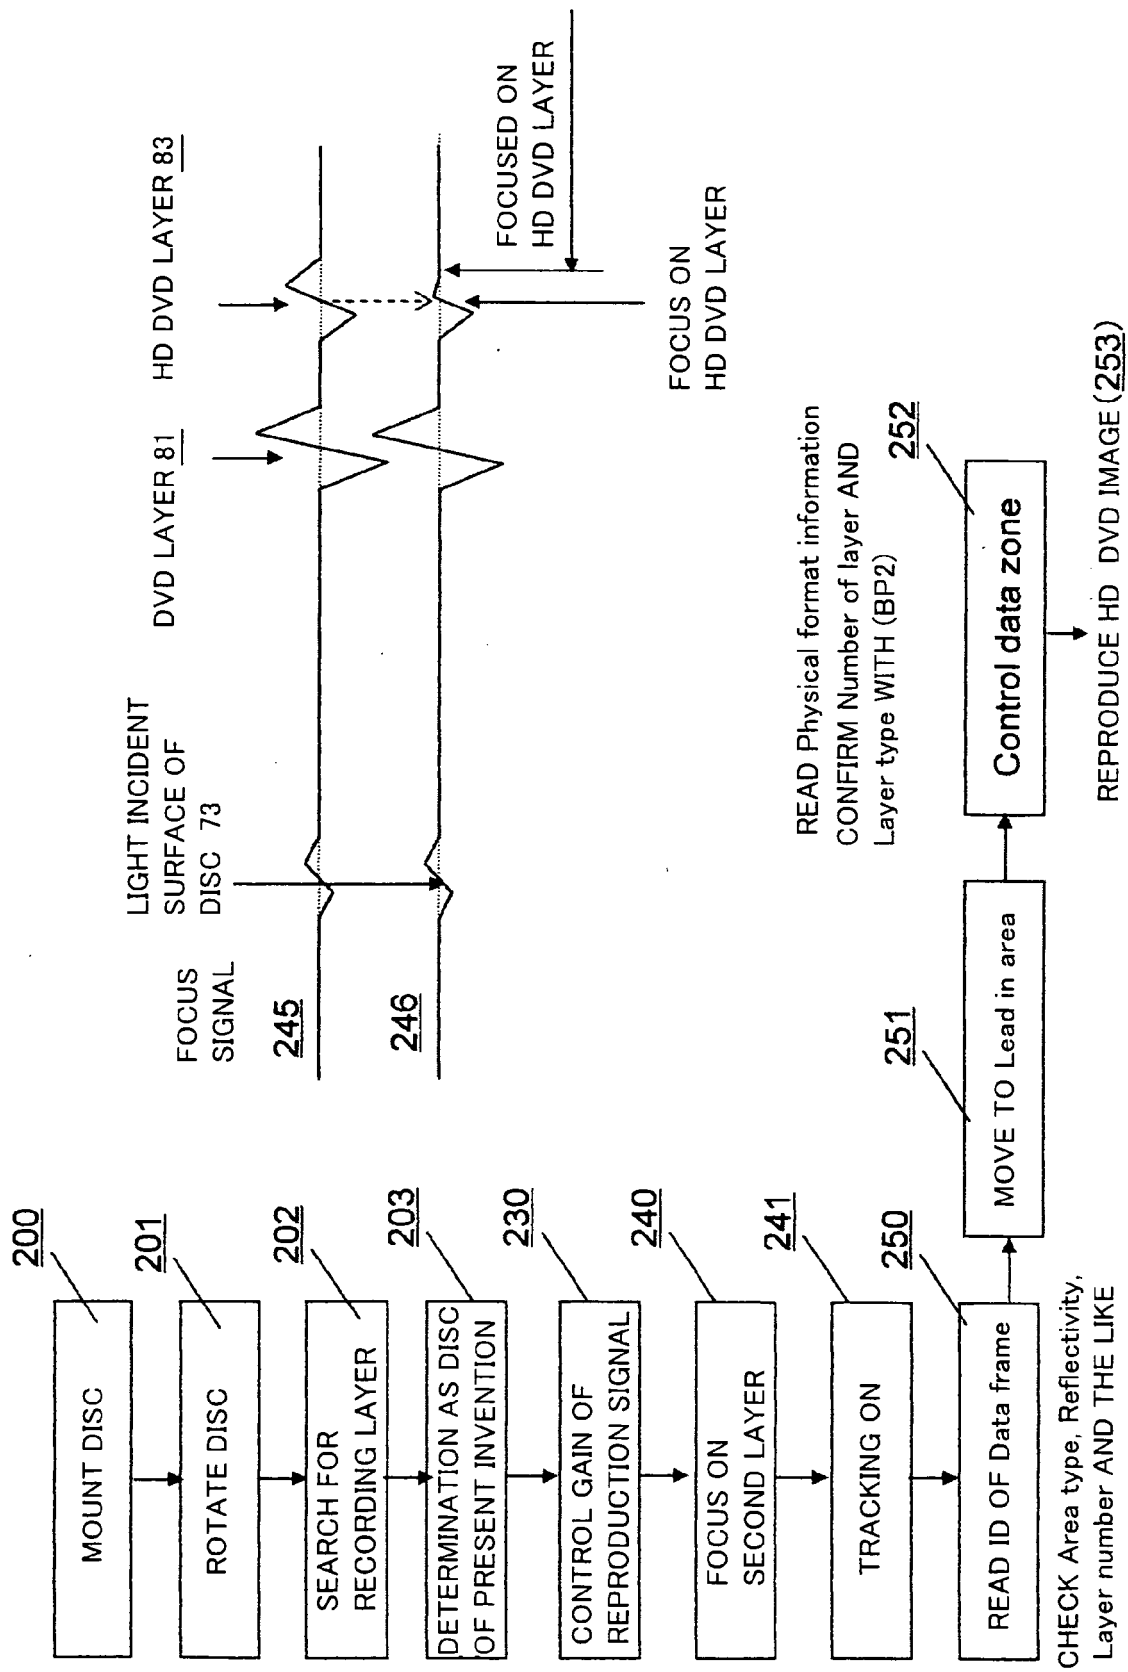 200
MOUNT DISC
201
ROTATE DISC
202
SEARCH FOR
RECORDING LAYER
203
DETERMINATION AS DISC
OF PRESENT INVENTION
230
CONTROL GAIN OF
REPRODUCTION SIGNAL
240
FOCUS ON
SECOND LAYER
241
TRACKING ON
250
READ ID OF Data frame
CHECK Area type, Reflectivity,
Layer number AND THE LIKE
251
MOVE TO Lead in area
252
Control data zone
READ Physical format information
CONFIRM Number of layer AND
Layer type WITH (BP2)
REPRODUCE HD DVD IMAGE (253)
FOCUS
SIGNAL
245
246
LIGHT INCIDENT
SURFACE OF
DISC 73
DVD LAYER 81
HD DVD LAYER 83
FOCUSED ON
HD DVD LAYER
FOCUS ON
HD DVD LAYER